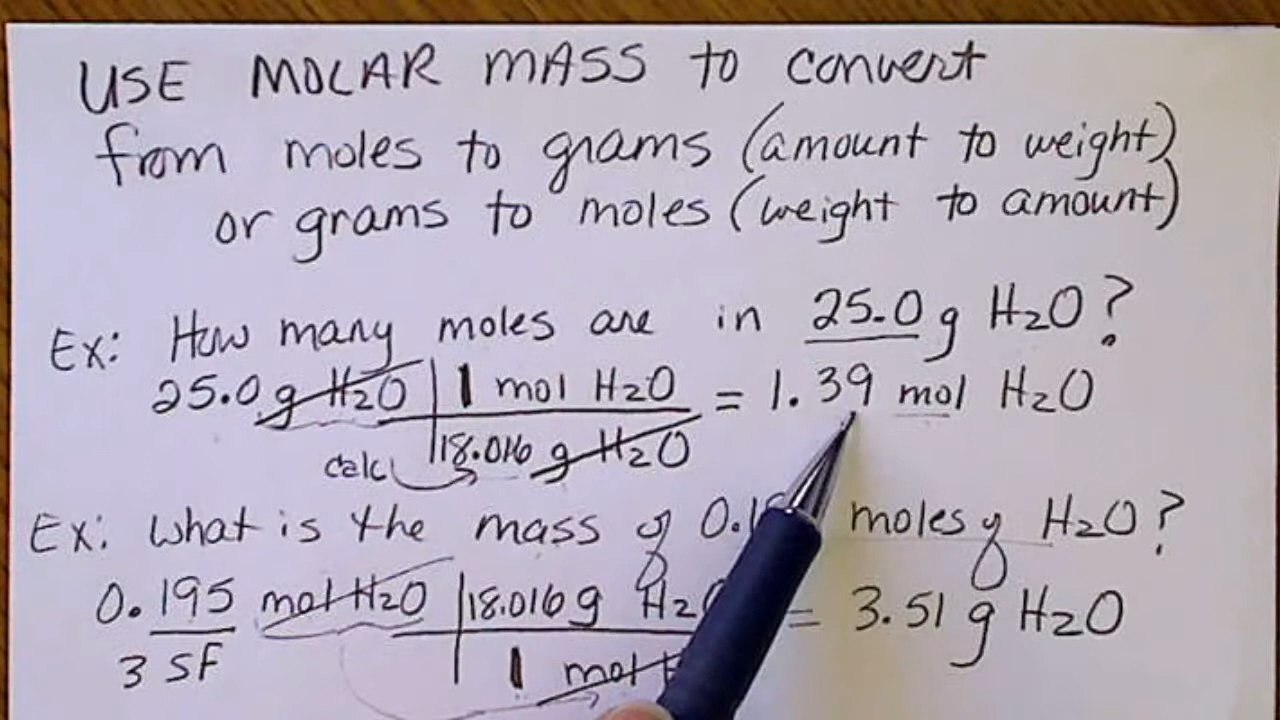 USE MOLAR MASS to convert
from moles to grams (amount to weight)
or grams to moles (weight to amount)
Ex: How many moles are in 25.0 g H2O?
25.0 g H2O | 1 mol H2O = 1.39 mol H2O
calc 18.016 g H2O
Ex: What is the mass of moles of H2O?
0.195 mol H2O | 18.016 g = 3.51 g H2O
3 SF 1 mol